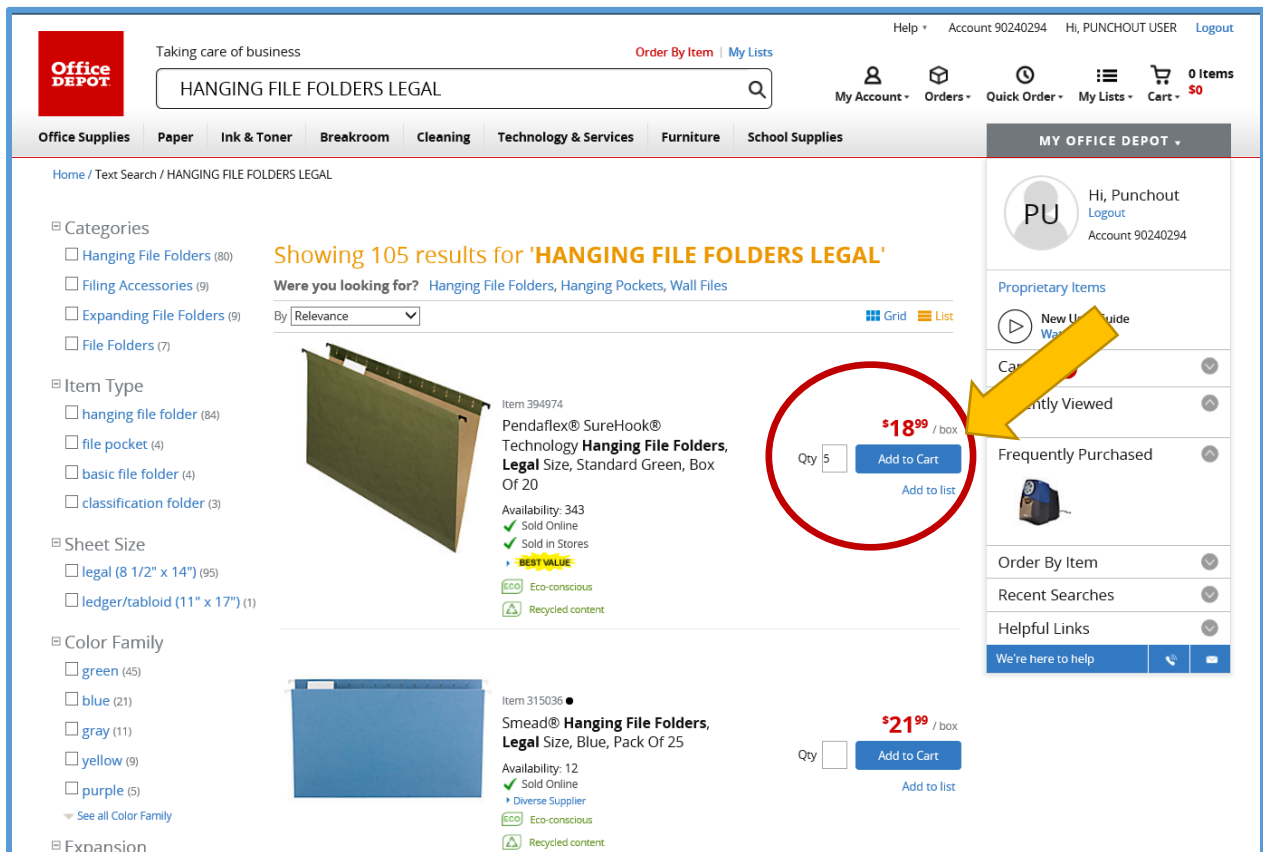 Help Account 90240294 Hi, PUNCHOUT USER Logout
Office DEPOT
Taking care of business
Order By Item | My Lists
HANGING FILE FOLDERS LEGAL
My Account Orders Quick Order My Lists Cart 0 Items $0
Office Supplies Paper Ink & Toner Breakroom Cleaning Technology & Services Furniture School Supplies
MY OFFICE DEPOT
Home / Text Search / HANGING FILE FOLDERS LEGAL
Categories
Hanging File Folders (80)
Filing Accessories (9)
Expanding File Folders (9)
File Folders (7)
Item Type
hanging file folder (84)
file pocket (4)
basic file folder (4)
classification folder (3)
Sheet Size
legal (8 1/2" x 14") (95)
ledger/tabloid (11" x 17") (1)
Color Family
green (45)
blue (21)
gray (11)
yellow (9)
purple (5)
See all Color Family
Expansion
Showing 105 results for 'HANGING FILE FOLDERS LEGAL'
Were you looking for? Hanging File Folders, Hanging Pockets, Wall Files
By Relevance
Grid List
Item 394974
Pendaflex® SureHook®
Technology Hanging File Folders,
Legal Size, Standard Green, Box
Of 20
Availability: 343
Sold Online
Sold in Stores
BEST VALUE
ECO Eco-conscious
Recycled content
$18 99 / box
Qty 5 Add to Cart
Add to list
Item 315036
Smead® Hanging File Folders,
Legal Size, Blue, Pack Of 25
Availability: 12
Sold Online
Diverse Supplier
ECO Eco-conscious
Recycled content
$21 99 / box
Qty Add to Cart
Add to list
PU
Hi, Punchout
Logout
Account 90240294
Proprietary Items
New
Viewed
Frequently Purchased
Order By Item
Recent Searches
Helpful Links
We're here to help